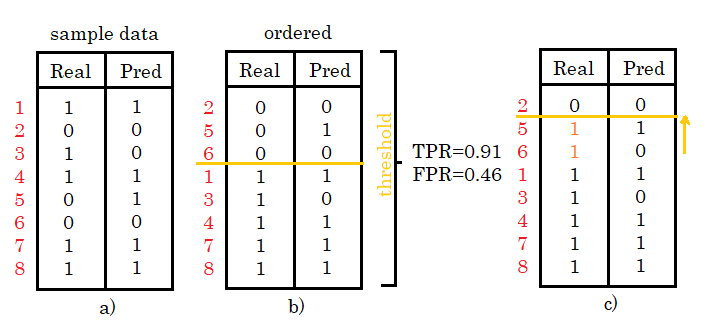 sample data
Real Pred
1 1 1
2 0 0
3 1 0
4 1 1
5 0 1
6 0 0
7 1 1
8 1 1
a)
ordered
Real Pred
2 0 0
5 0 1
6 0 0
1 1 1
3 1 0
4 1 1
7 1 1
8 1 1
b)
threshold
TPR=0.91
FPR=0.46
Real Pred
2 0 0
5 1 1
6 1 0
1 1 1
3 1 0
4 1 1
7 1 1
8 1 1
c)